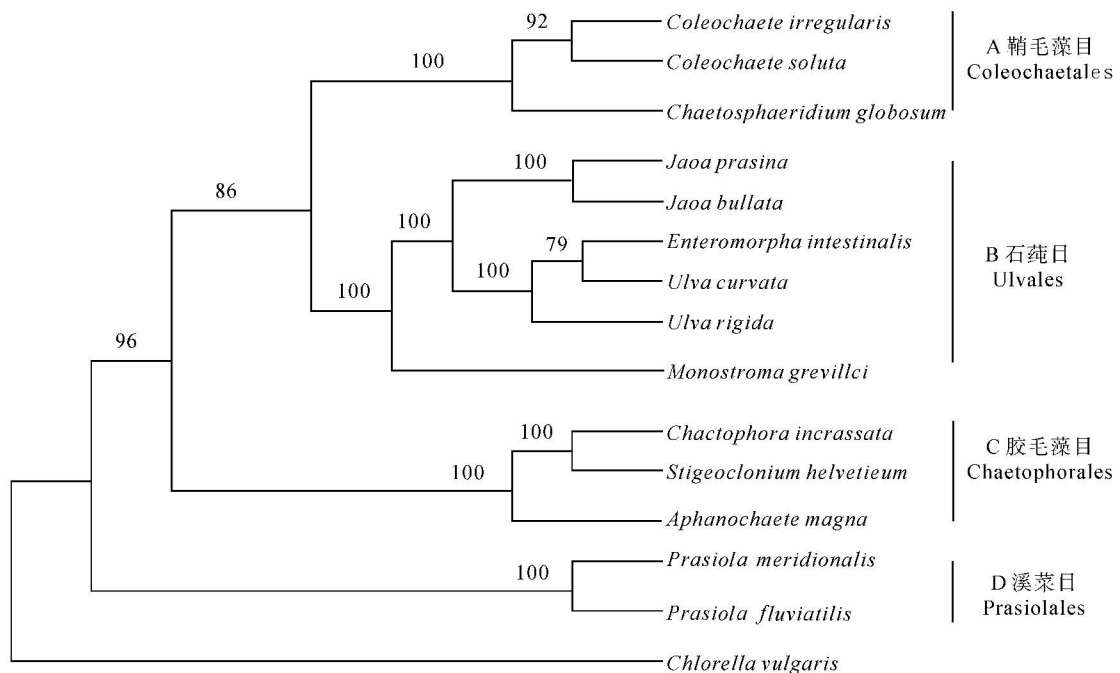 92
Coleochaete irregularis
Coleochaete soluta
100
Chaetosphaeridium globosum
A 鞘毛藻目
Coleochaetales
100
Jaoa prasina
Jaoa bullata
86
100
79
Enteromorpha intestinalis
100
Ulva curvata
100
Ulva rigida
Monostroma grevillci
B 石莼日
Ulvales
96
100
Chactophora incrassata
Stigeoclonium helvetieum
100
Aphanochaete magna
C 胶毛藻目
Chaetophorales
100
Prasiola meridionalis
Prasiola fluviatilis
D 溪菜日
Prasiolales
Chlorella vulgaris